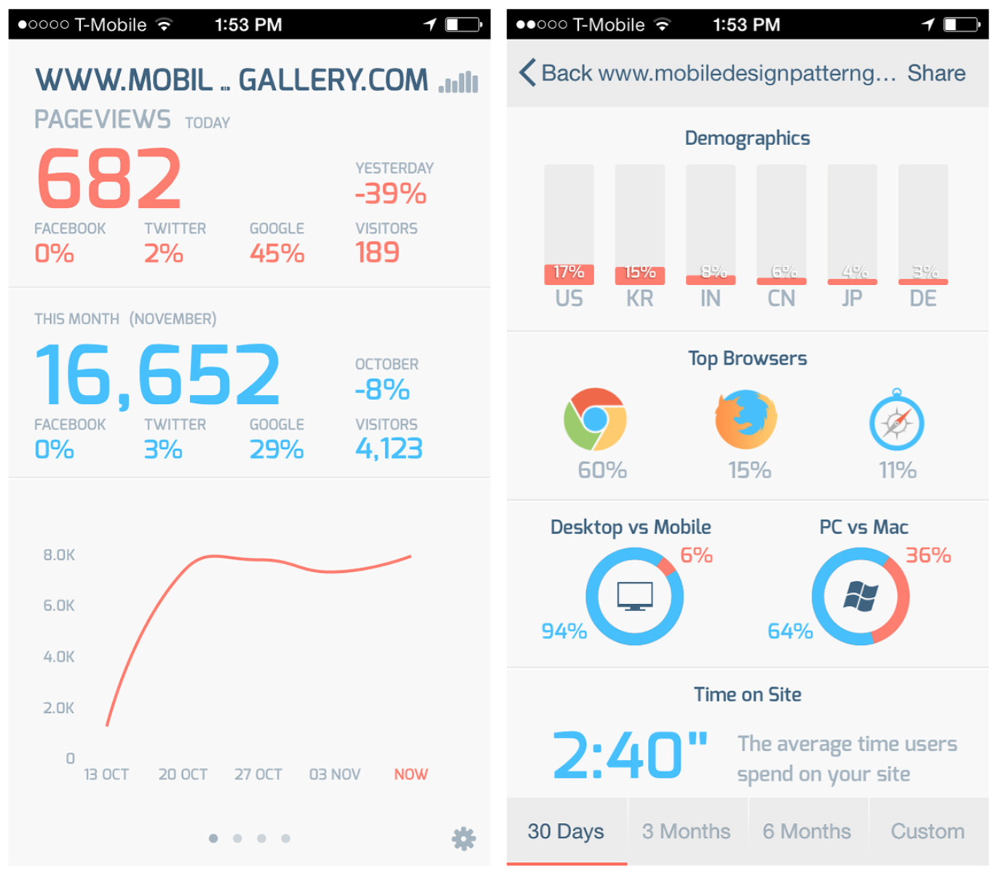 T-Mobile 1:53 PM
WWW.MOBIL ... GALLERY.COM
PAGEVIEWS TODAY
682
YESTERDAY
-39%
FACEBOOK TWITTER GOOGLE VISITORS
0% 2% 45% 189
THIS MONTH (NOVEMBER)
16,652
OCTOBER
-8%
FACEBOOK TWITTER GOOGLE VISITORS
0% 3% 29% 4,123
8.0K
6.0K
4.0K
2.0K
0
13 OCT 20 OCT 27 OCT 03 NOV NOW
T-Mobile 1:53 PM
Back www.mobiledesignpatterng... Share
Demographics
17% 15% 8% 6% 4% 3%
US KR IN CN JP DE
Top Browsers
60% 15% 11%
Desktop vs Mobile PC vs Mac
6% 36%
94% 64%
Time on Site
2:40"
The average time users
spend on your site
30 Days 3 Months 6 Months Custom